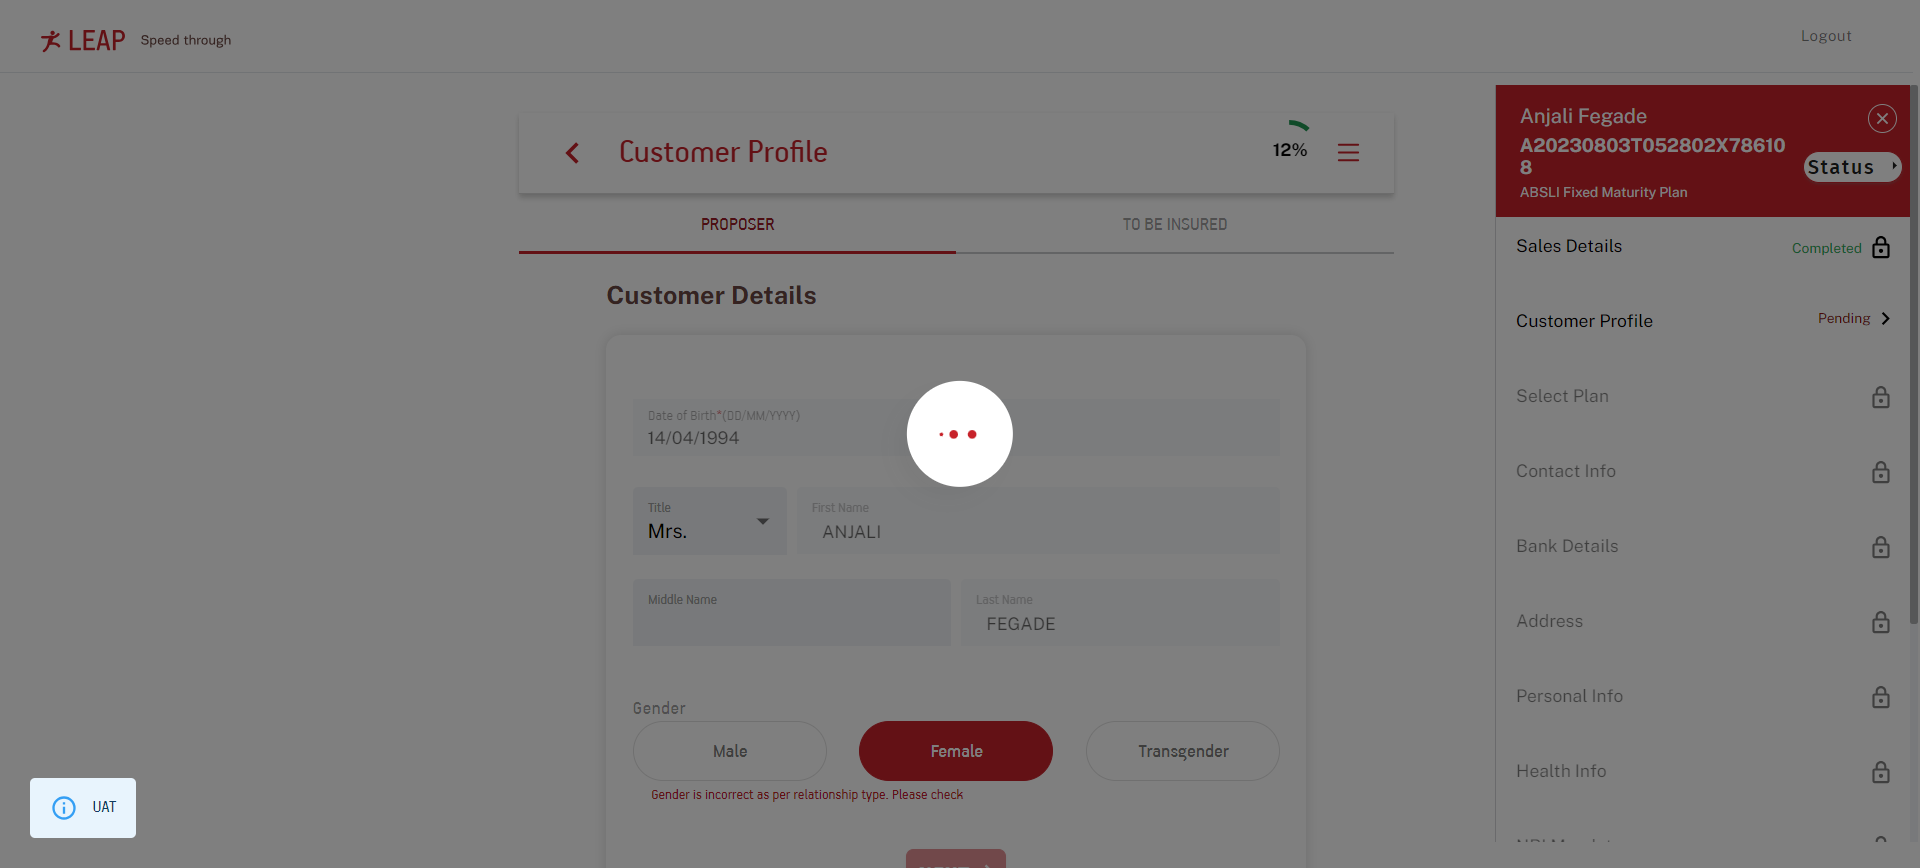 LEAP Speed through
Logout
Customer Profile
12%
PROPOSER
TO BE INSURED
Customer Details
Date of Birth*(DD/MM/YYYY)
14/04/1994
Title
Mrs.
First Name
ANJALI
Middle Name
Last Name
FEGADE
Gender
Male
Female
Transgender
Gender is incorrect as per relationship type. Please check
UAT
Anjali Fegade
A20230803T052802X78610
8
Status
ABSLI Fixed Maturity Plan
Sales Details
Completed
Customer Profile
Pending
Select Plan
Contact Info
Bank Details
Address
Personal Info
Health Info